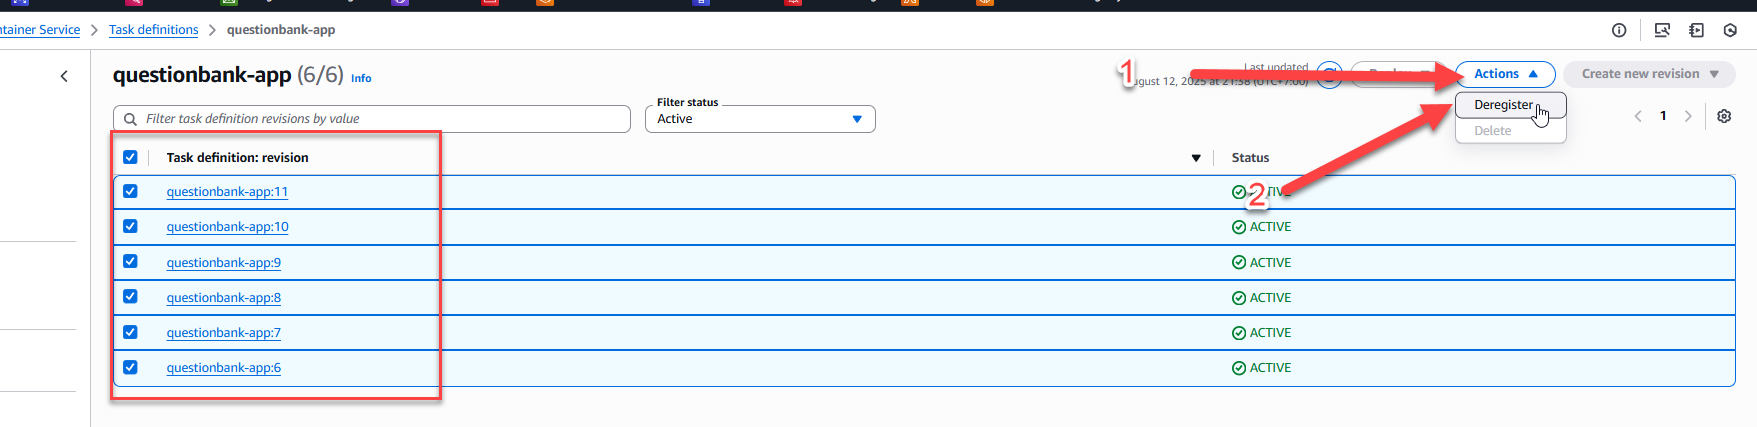 ntainer Service > Task definitions > questionbank-app
questionbank-app (6/6) Info
1
Last updated
ugust 12, 2025 at 21:38 (UTC+7:00)
Actions
Create new revision
Deregister
Delete
Filter task definition revisions by value
Filter status
Active
1
Task definition: revision
Status
2
questionbank-app:11
questionbank-app:10 ACTIVE
questionbank-app:9 ACTIVE
questionbank-app:8 ACTIVE
questionbank-app:7 ACTIVE
questionbank-app:6 ACTIVE